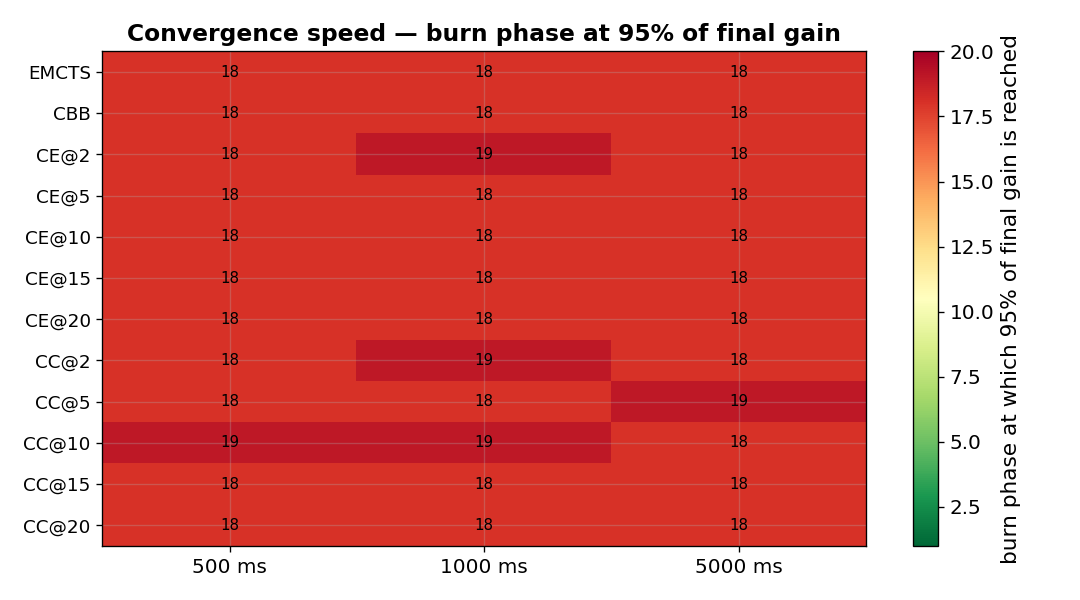 Convergence speed — burn phase at 95% of final gain
EMCTS 18 18 18
CBB 18 18 18
CE@2 18 19 18
CE@5 18 18 18
CE@10 18 18 18
CE@15 18 18 18
CE@20 18 18 18
CC@2 18 19 18
CC@5 18 18 19
CC@10 19 19 18
CC@15 18 18 18
CC@20 18 18 18
500 ms 1000 ms 5000 ms
20.0
17.5
15.0
12.5
10.0
7.5
5.0
2.5
burn phase at which 95% of final gain is reached